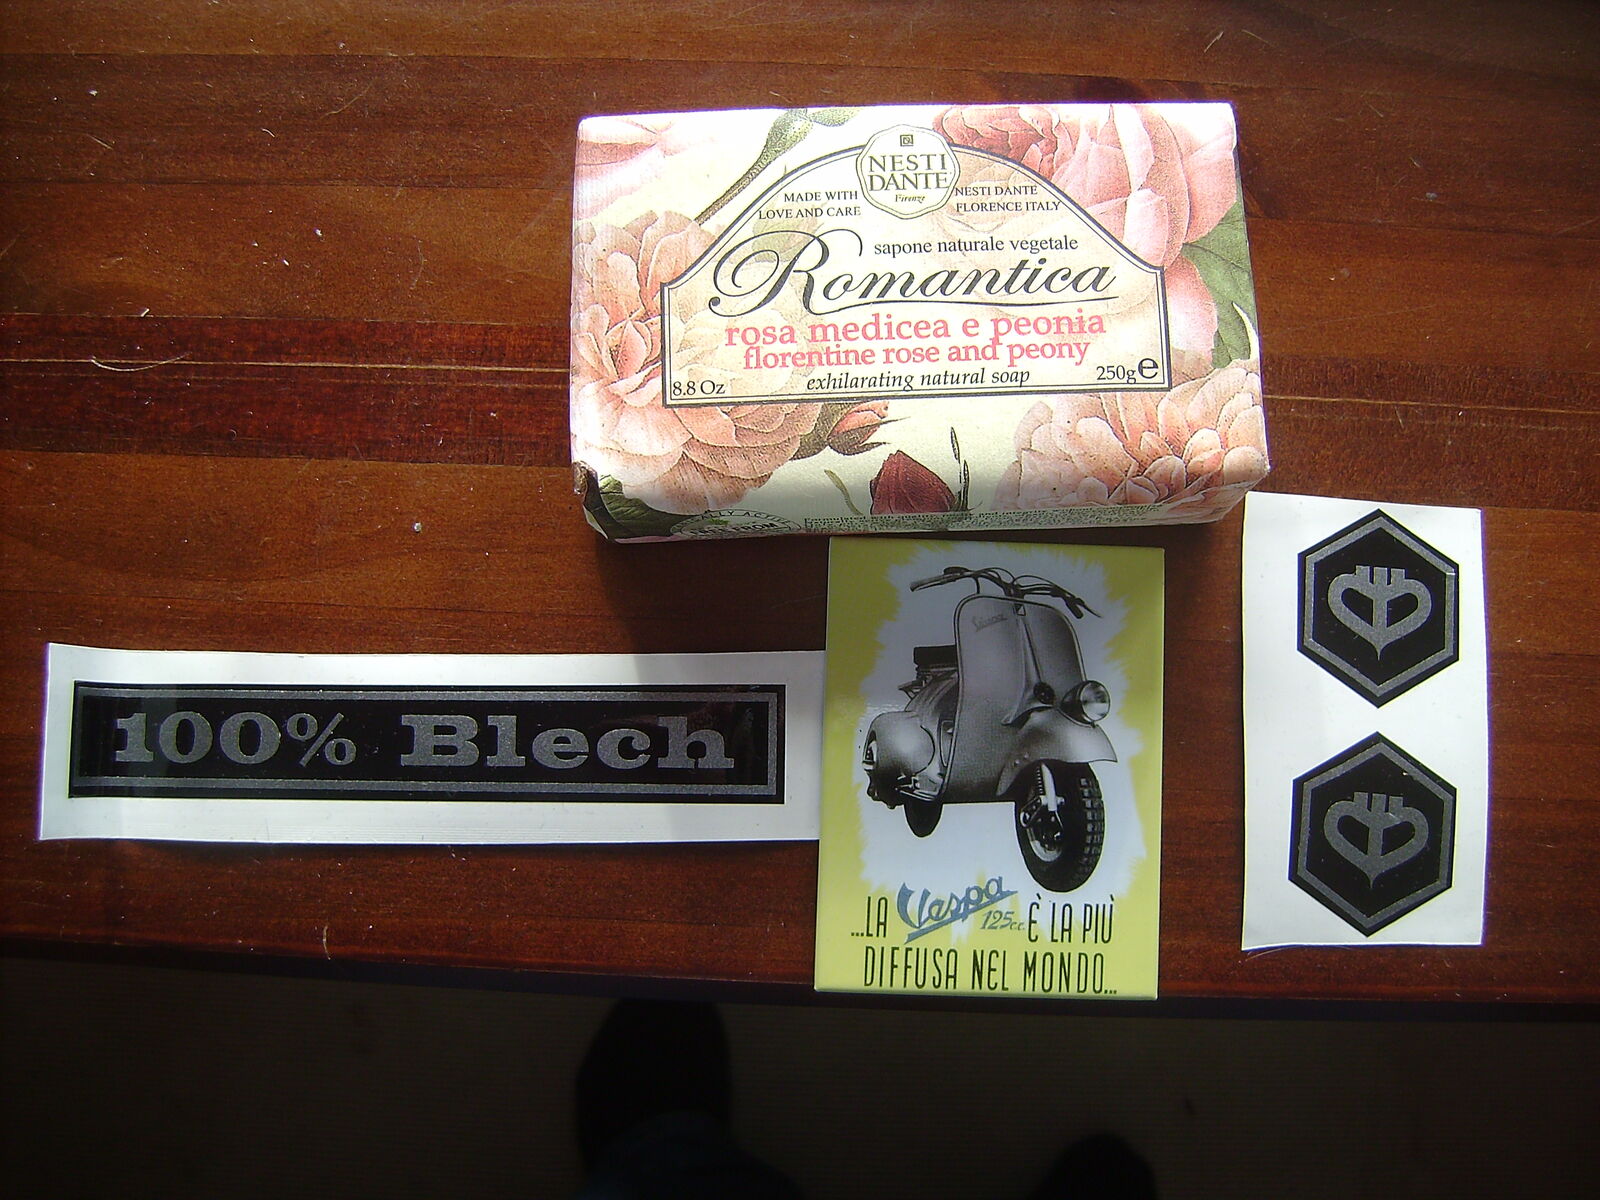 NESTI
DANTE
Firenze
MADE WITH
LOVE AND CARE
NESTI DANTE
FLORENCE ITALY
sapone naturale vegetale
Romantica
rosa medicea e peonia
florentine rose and peony
exhilarating natural soap
8.8 Oz
250g e
100% Blech
Vespa
...LA Vespa 125c.c. È LA PIÙ
DIFFUSA NEL MONDO...